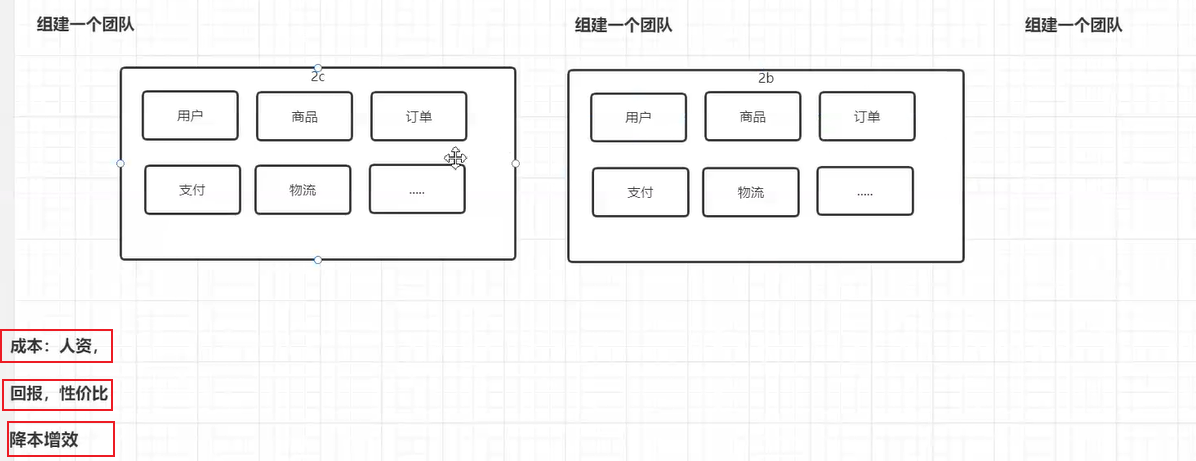 组建一个团队
组建一个团队
组建一个团队
2c
用户
商品
订单
支付
物流
.....
2b
用户
商品
订单
支付
物流
.....
成本：人资，
回报，性价比
降本增效